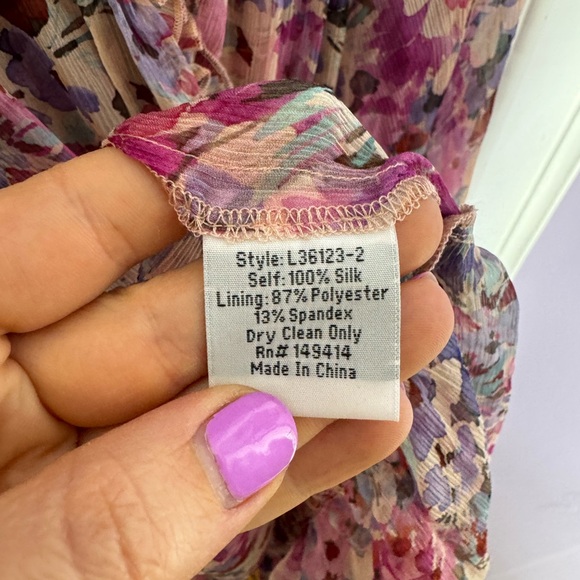 Style: L36123-2
Self: 100% Silk
Lining: 87% Polyester
13% Spandex
Dry Clean Only
Rn# 149414
Made In China